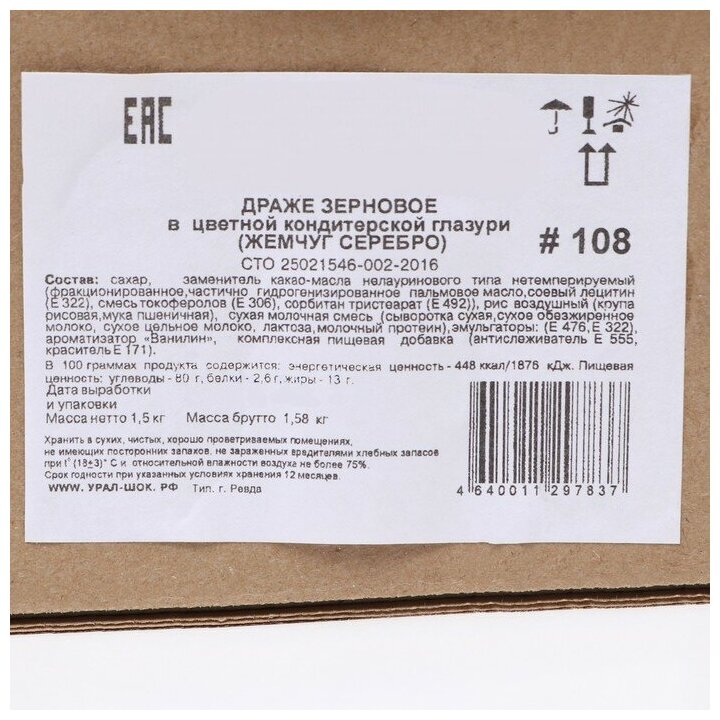 EAC
ДРАЖЕ ЗЕРНОВОЕ
в цветной кондитерской глазури
(ЖЕМЧУГ СЕРЕБРО)
# 108
СТО 25021546-002-2016
Состав: сахар, заменитель какао-масла нелауринового типа нетемперируемый
(фракционированное,частично гидрогенизированное пальмовое масло,соевый лецитин
(Е 322), смесь токоферолов (Е 306), сорбитан тристеарат (Е 492)), рис воздушный (крупа
рисовая,мука пшеничная), сухая молочная смесь (сыворотка сухая,сухое обезжиренное
молоко, сухое цельное молоко, лактоза,молочный протеин),эмульгаторы: (Е 476,Е 322),
ароматизатор «Ванилин», комплексная пищевая добавка (антислеживатель Е 555,
краситель Е 171).
В 100 граммах продукта содержится: энергетическая ценность - 448 ккал/1876 кДж. Пищевая
ценность: углеводы - 80 г, белки - 2,6 г, жиры - 13 г.
Дата выработки
и упаковки
Масса нетто 1,5 кг Масса брутто 1,58 кг
Хранить в сухих, чистых, хорошо проветриваемых помещениях,
не имеющих посторонних запахов, не зараженных вредителями хлебных запасов
при t° (18±3)° С и относительной влажности воздуха не более 75%.
Срок годности при указанных условиях хранения 12 месяцев.
WWW. УРАЛ-ШОК. РФ Тип. г. Ревда
4 640011 297837